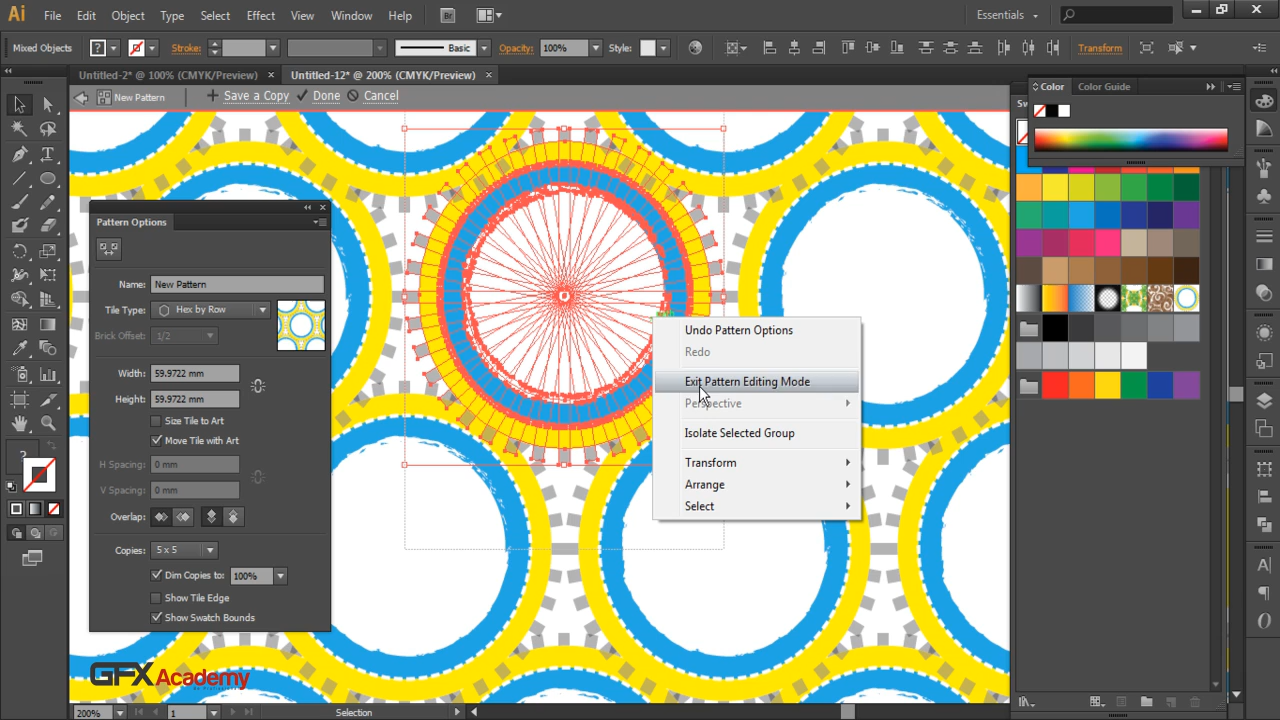 Ai File Edit Object Type Select Effect View Window Help Br Essentials
Mixed Objects ? Stroke: Basic Opacity: 100% Style: Transform
Untitled-2* @ 100% (CMYK/Preview) × Untitled-12* @ 200% (CMYK/Preview) ×
New Pattern + Save a Copy Done Cancel
Color Color Guide
Sw
Pattern Options
Name: New Pattern
Tile Type: Hex by Row
Brick Offset: 1/2
Width: 59.9722 mm
Height: 59.9722 mm
Size Tile to Art
Move Tile with Art
H Spacing: 0 mm
V Spacing: 0 mm
Overlap:
Copies: 5 x 5
Dim Copies to: 100%
Show Tile Edge
Show Swatch Bounds
Undo Pattern Options
Redo
Exit Pattern Editing Mode
Perspective
Isolate Selected Group
Transform
Arrange
Select
GFX Academy
200% 1 Selection